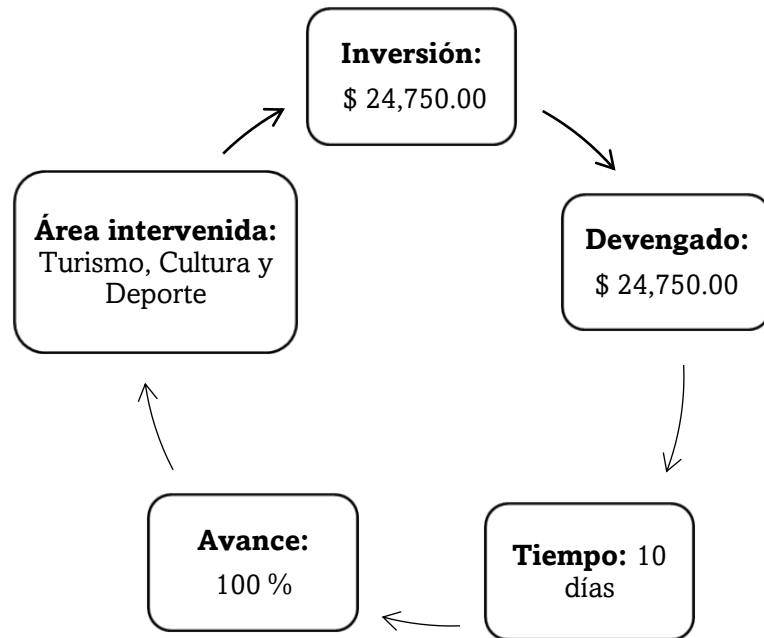 Inversión:
$ 24,750.00
Devengado:
$ 24,750.00
Tiempo: 10
días
Avance:
100 %
Área intervenida:
Turismo, Cultura y
Deporte